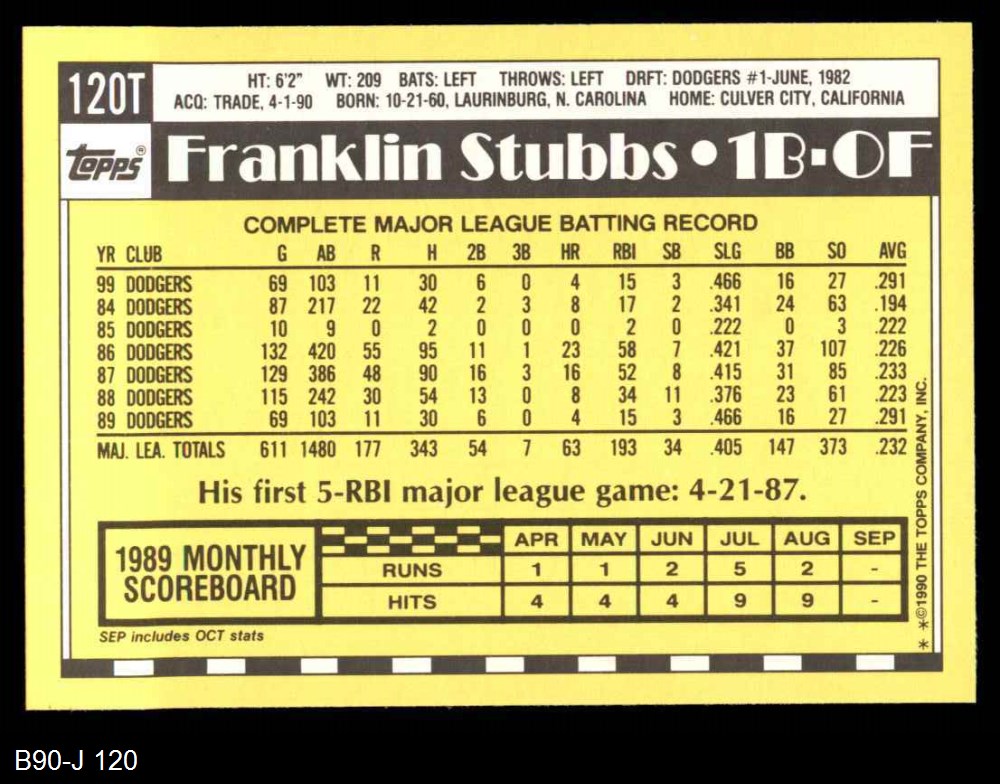 120T
HT: 6'2" WT: 209 BATS: LEFT THROWS: LEFT DRFT: DODGERS #1-JUNE, 1982
ACQ: TRADE, 4-1-90 BORN: 10-21-60, LAURINBURG, N. CAROLINA HOME: CULVER CITY, CALIFORNIA
topps®
Franklin Stubbs•1B-OF
COMPLETE MAJOR LEAGUE BATTING RECORD
YR CLUB G AB R H 2B 3B HR RBI SB SLG BB SO AVG
99 DODGERS 69 103 11 30 6 0 4 15 3 .466 16 27 .291
84 DODGERS 87 217 22 42 2 3 8 17 2 .341 24 63 .194
85 DODGERS 10 9 0 2 0 0 0 2 0 .222 0 3 .222
86 DODGERS 132 420 55 95 11 1 23 58 7 .421 37 107 .226
87 DODGERS 129 386 48 90 16 3 16 52 8 .415 31 85 .233
88 DODGERS 115 242 30 54 13 0 8 34 11 .376 23 61 .223
89 DODGERS 69 103 11 30 6 0 4 15 3 .466 16 27 .291
MAJ. LEA. TOTALS 611 1480 177 343 54 7 63 193 34 .405 147 373 .232
His first 5-RBI major league game: 4-21-87.
1989 MONTHLY
SCOREBOARD
APR MAY JUN JUL AUG SEP
RUNS 1 1 2 5 2 -
HITS 4 4 4 9 9 -
SEP includes OCT stats
* *©1990 THE TOPPS COMPANY, INC.
B90-J 120